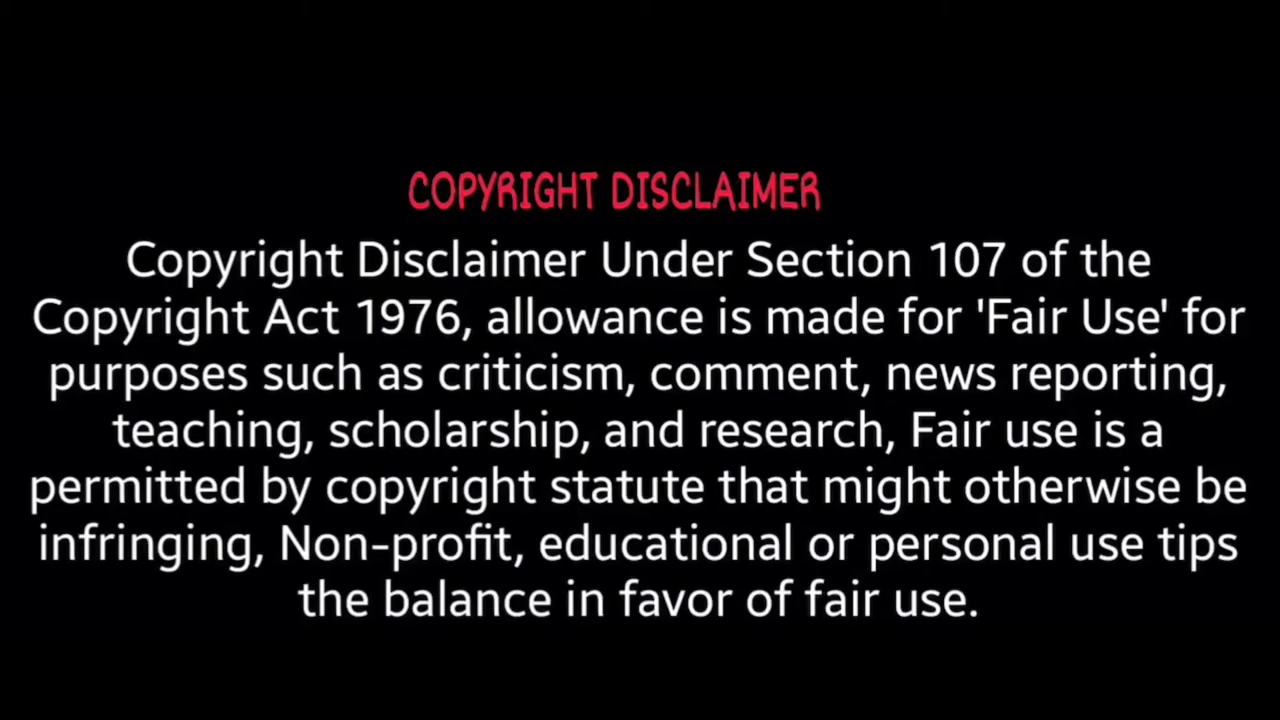 COPYRIGHT DISCLAIMER
Copyright Disclaimer Under Section 107 of the
Copyright Act 1976, allowance is made for 'Fair Use' for
purposes such as criticism, comment, news reporting,
teaching, scholarship, and research, Fair use is a
permitted by copyright statute that might otherwise be
infringing, Non-profit, educational or personal use tips
the balance in favor of fair use.